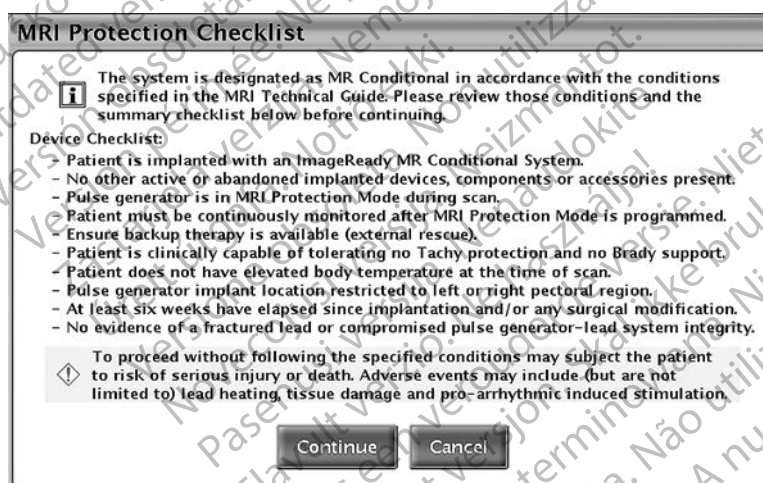 MRI Protection Checklist
The system is designated as MR Conditional in accordance with the conditions
specified in the MRI Technical Guide. Please review those conditions and the
summary checklist below before continuing.
Device Checklist:
- Patient is implanted with an ImageReady MR Conditional System.
- No other active or abandoned implanted devices, components or accessories present.
- Pulse generator is in MRI Protection Mode during scan.
- Patient must be continuously monitored after MRI Protection Mode is programmed.
- Ensure backup therapy is available (external rescue).
- Patient is clinically capable of tolerating no Tachy protection and no Brady support.
- Patient does not have elevated body temperature at the time of scan.
- Pulse generator implant location restricted to left or right pectoral region.
- At least six weeks have elapsed since implantation and/or any surgical modification.
- No evidence of a fractured lead or compromised pulse generator-lead system integrity.
To proceed without following the specified conditions may subject the patient
to risk of serious injury or death. Adverse events may include (but are not
limited to) lead heating, tissue damage and pro-arrhythmic induced stimulation.
Continue Cancel